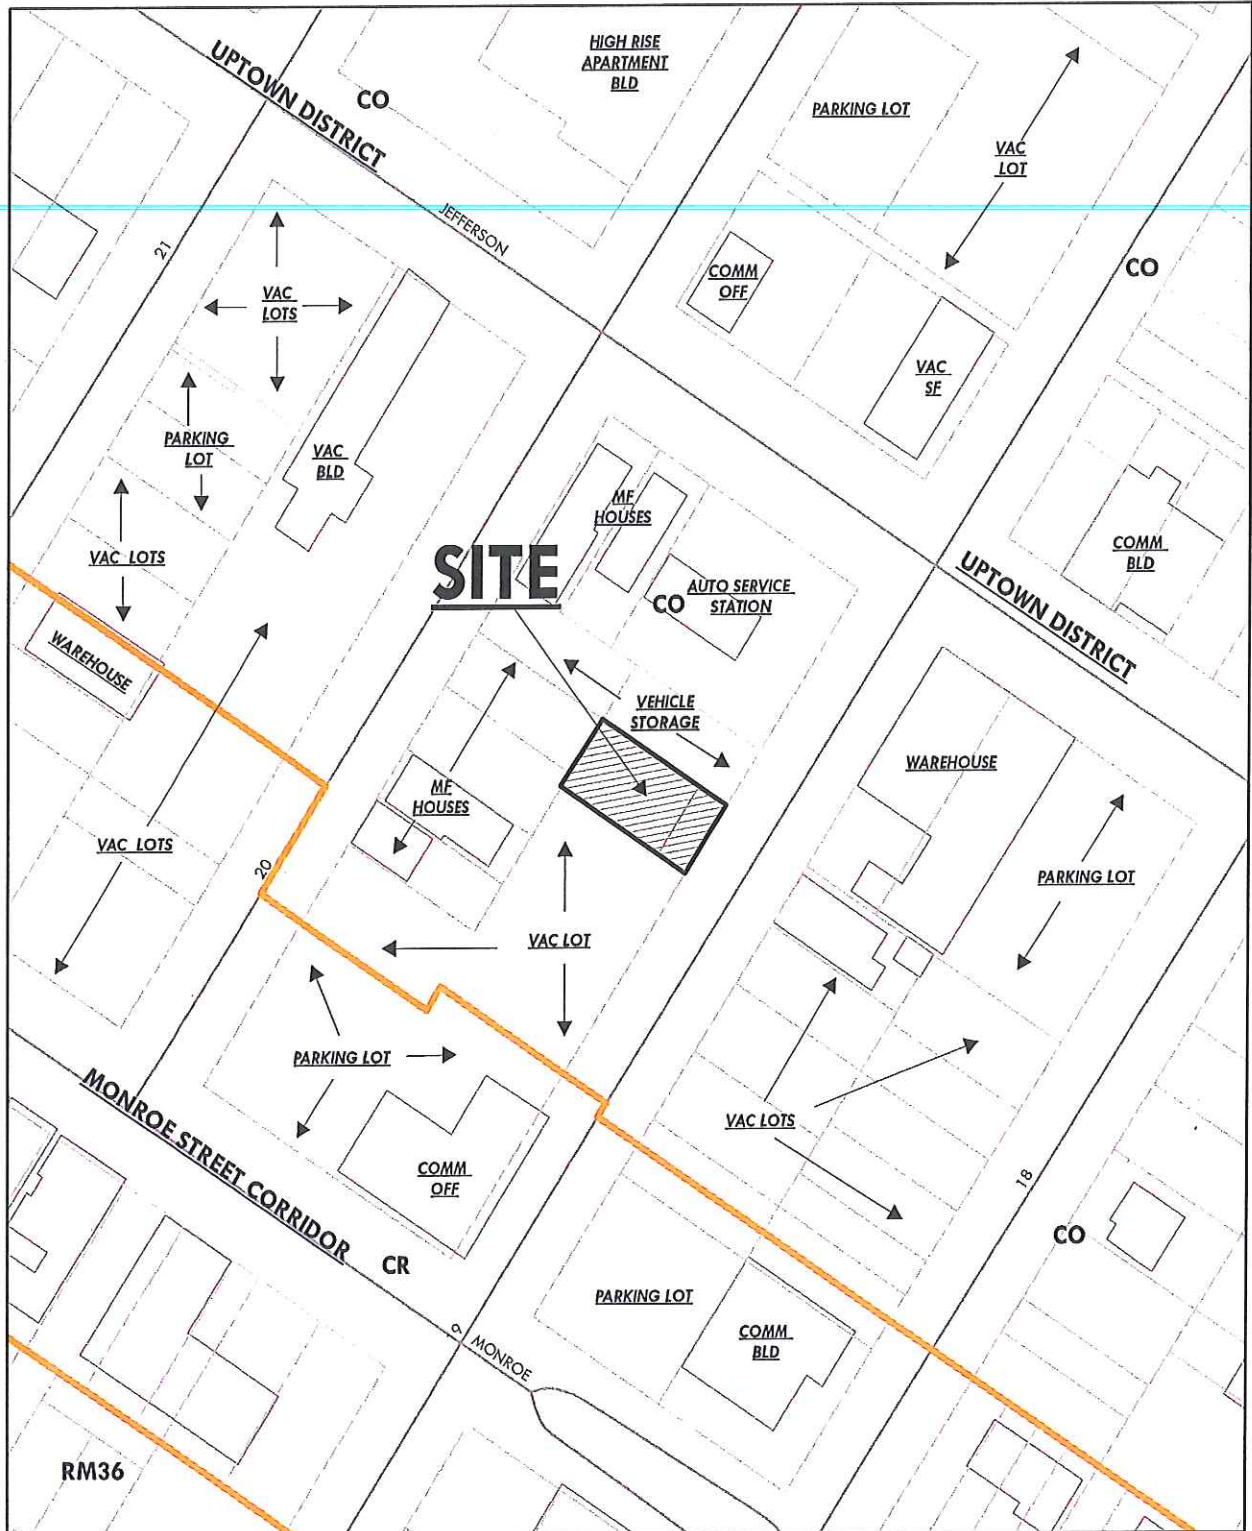 HIGH RISE
APARTMENT
BLD
UPTOWN DISTRICT
CO
PARKING LOT
VAC
LOT
JEFFERSON
21
COMM
OFF
CO
VAC
LOTS
VAC
SF
PARKING
LOT
VAC
BLD
MF
HOUSES
COMM
BLD
VAC LOTS
SITE
CO
AUTO SERVICE
STATION
UPTOWN DISTRICT
WAREHOUSE
VEHICLE
STORAGE
WAREHOUSE
MF
HOUSES
VAC LOTS
20
PARKING LOT
VAC LOT
PARKING LOT
MONROE STREET CORRIDOR
VAC LOTS
COMM
OFF
18
CR
CO
PARKING LOT
COMM
BLD
19
MONROE
RM36